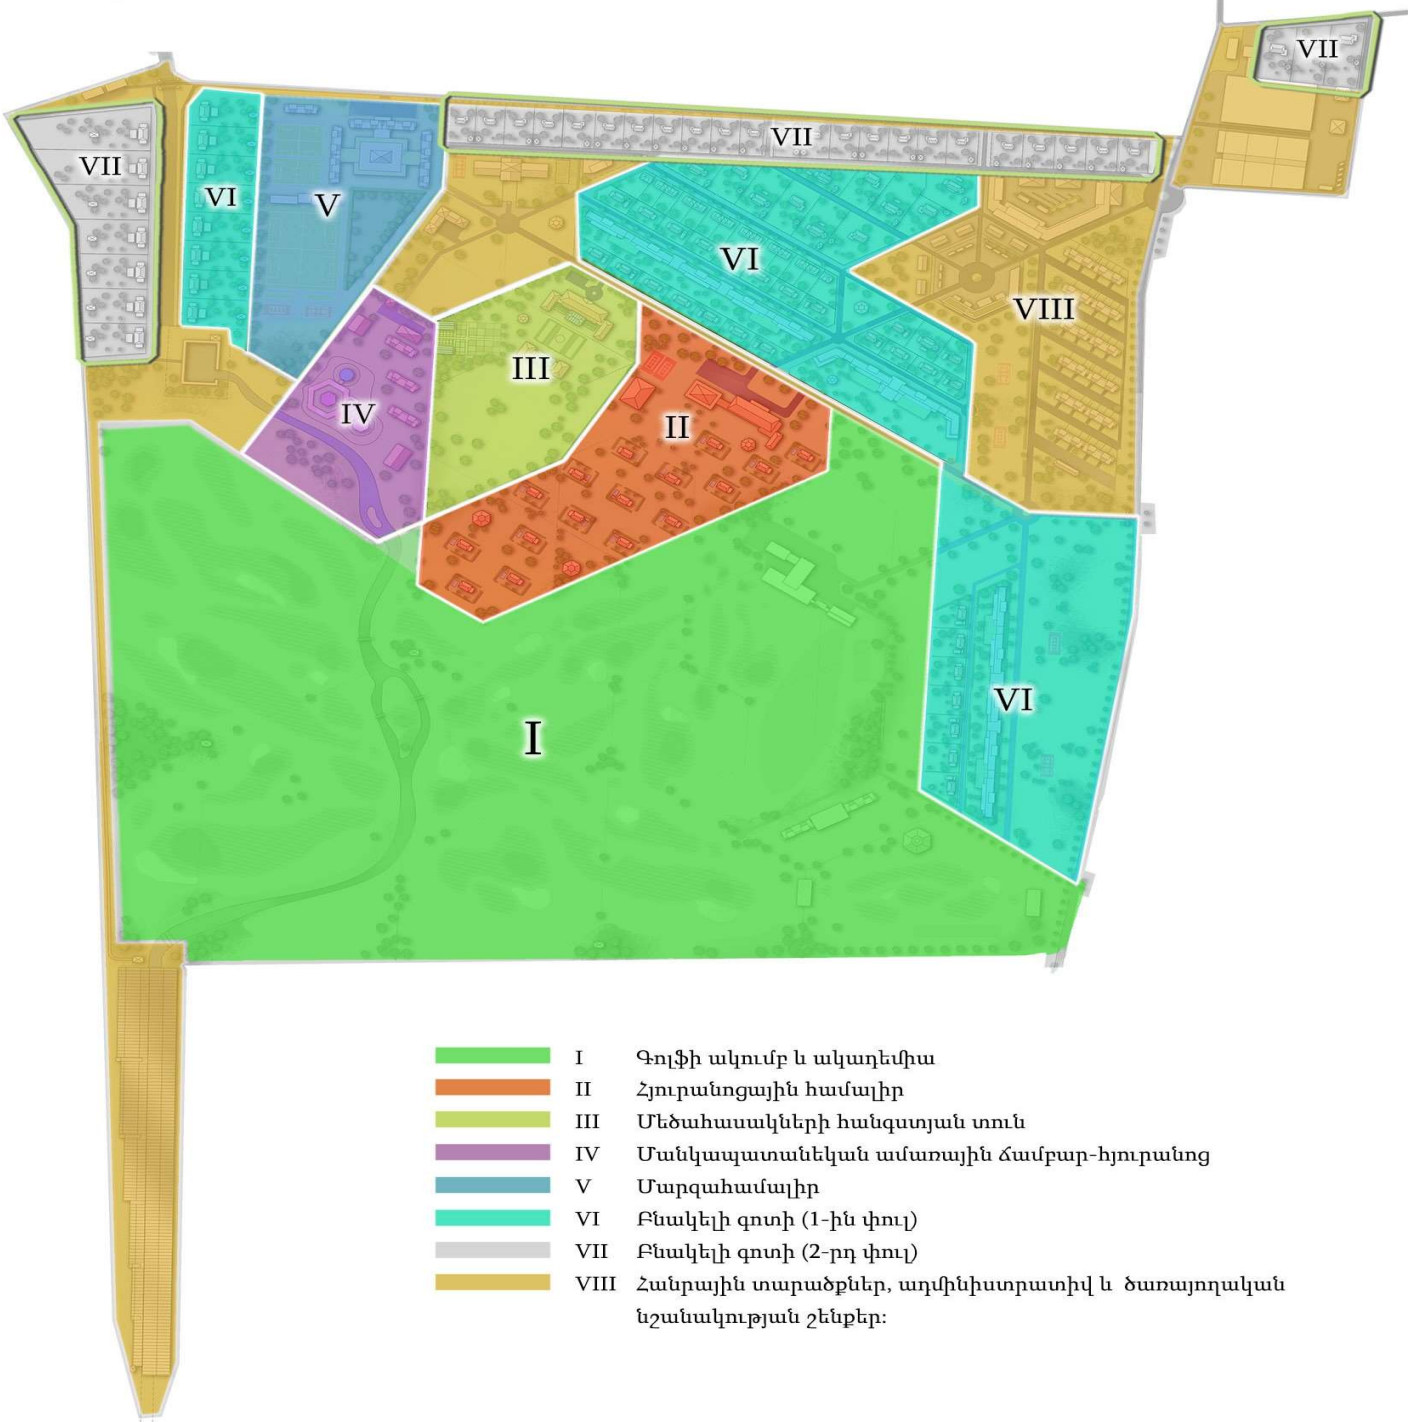 VII
VII
VII
VI
V
VI
VIII
III
IV
II
VI
I
I Գոլֆի ակումբ և ակադեմիա
II Հյուրանոցային համալիր
III Մեծահասակների հանգստյան տուն
IV Մանկապատանեկան ամառային ճամբար-հյուրանոց
V Մարզահամալիր
VI Բնակելի գոտի (1-ին փուլ)
VII Բնակելի գոտի (2-րդ փուլ)
VIII Հանրային տարածքներ, ադմինիստրատիվ և ծառայողական
նշանակության շենքեր: